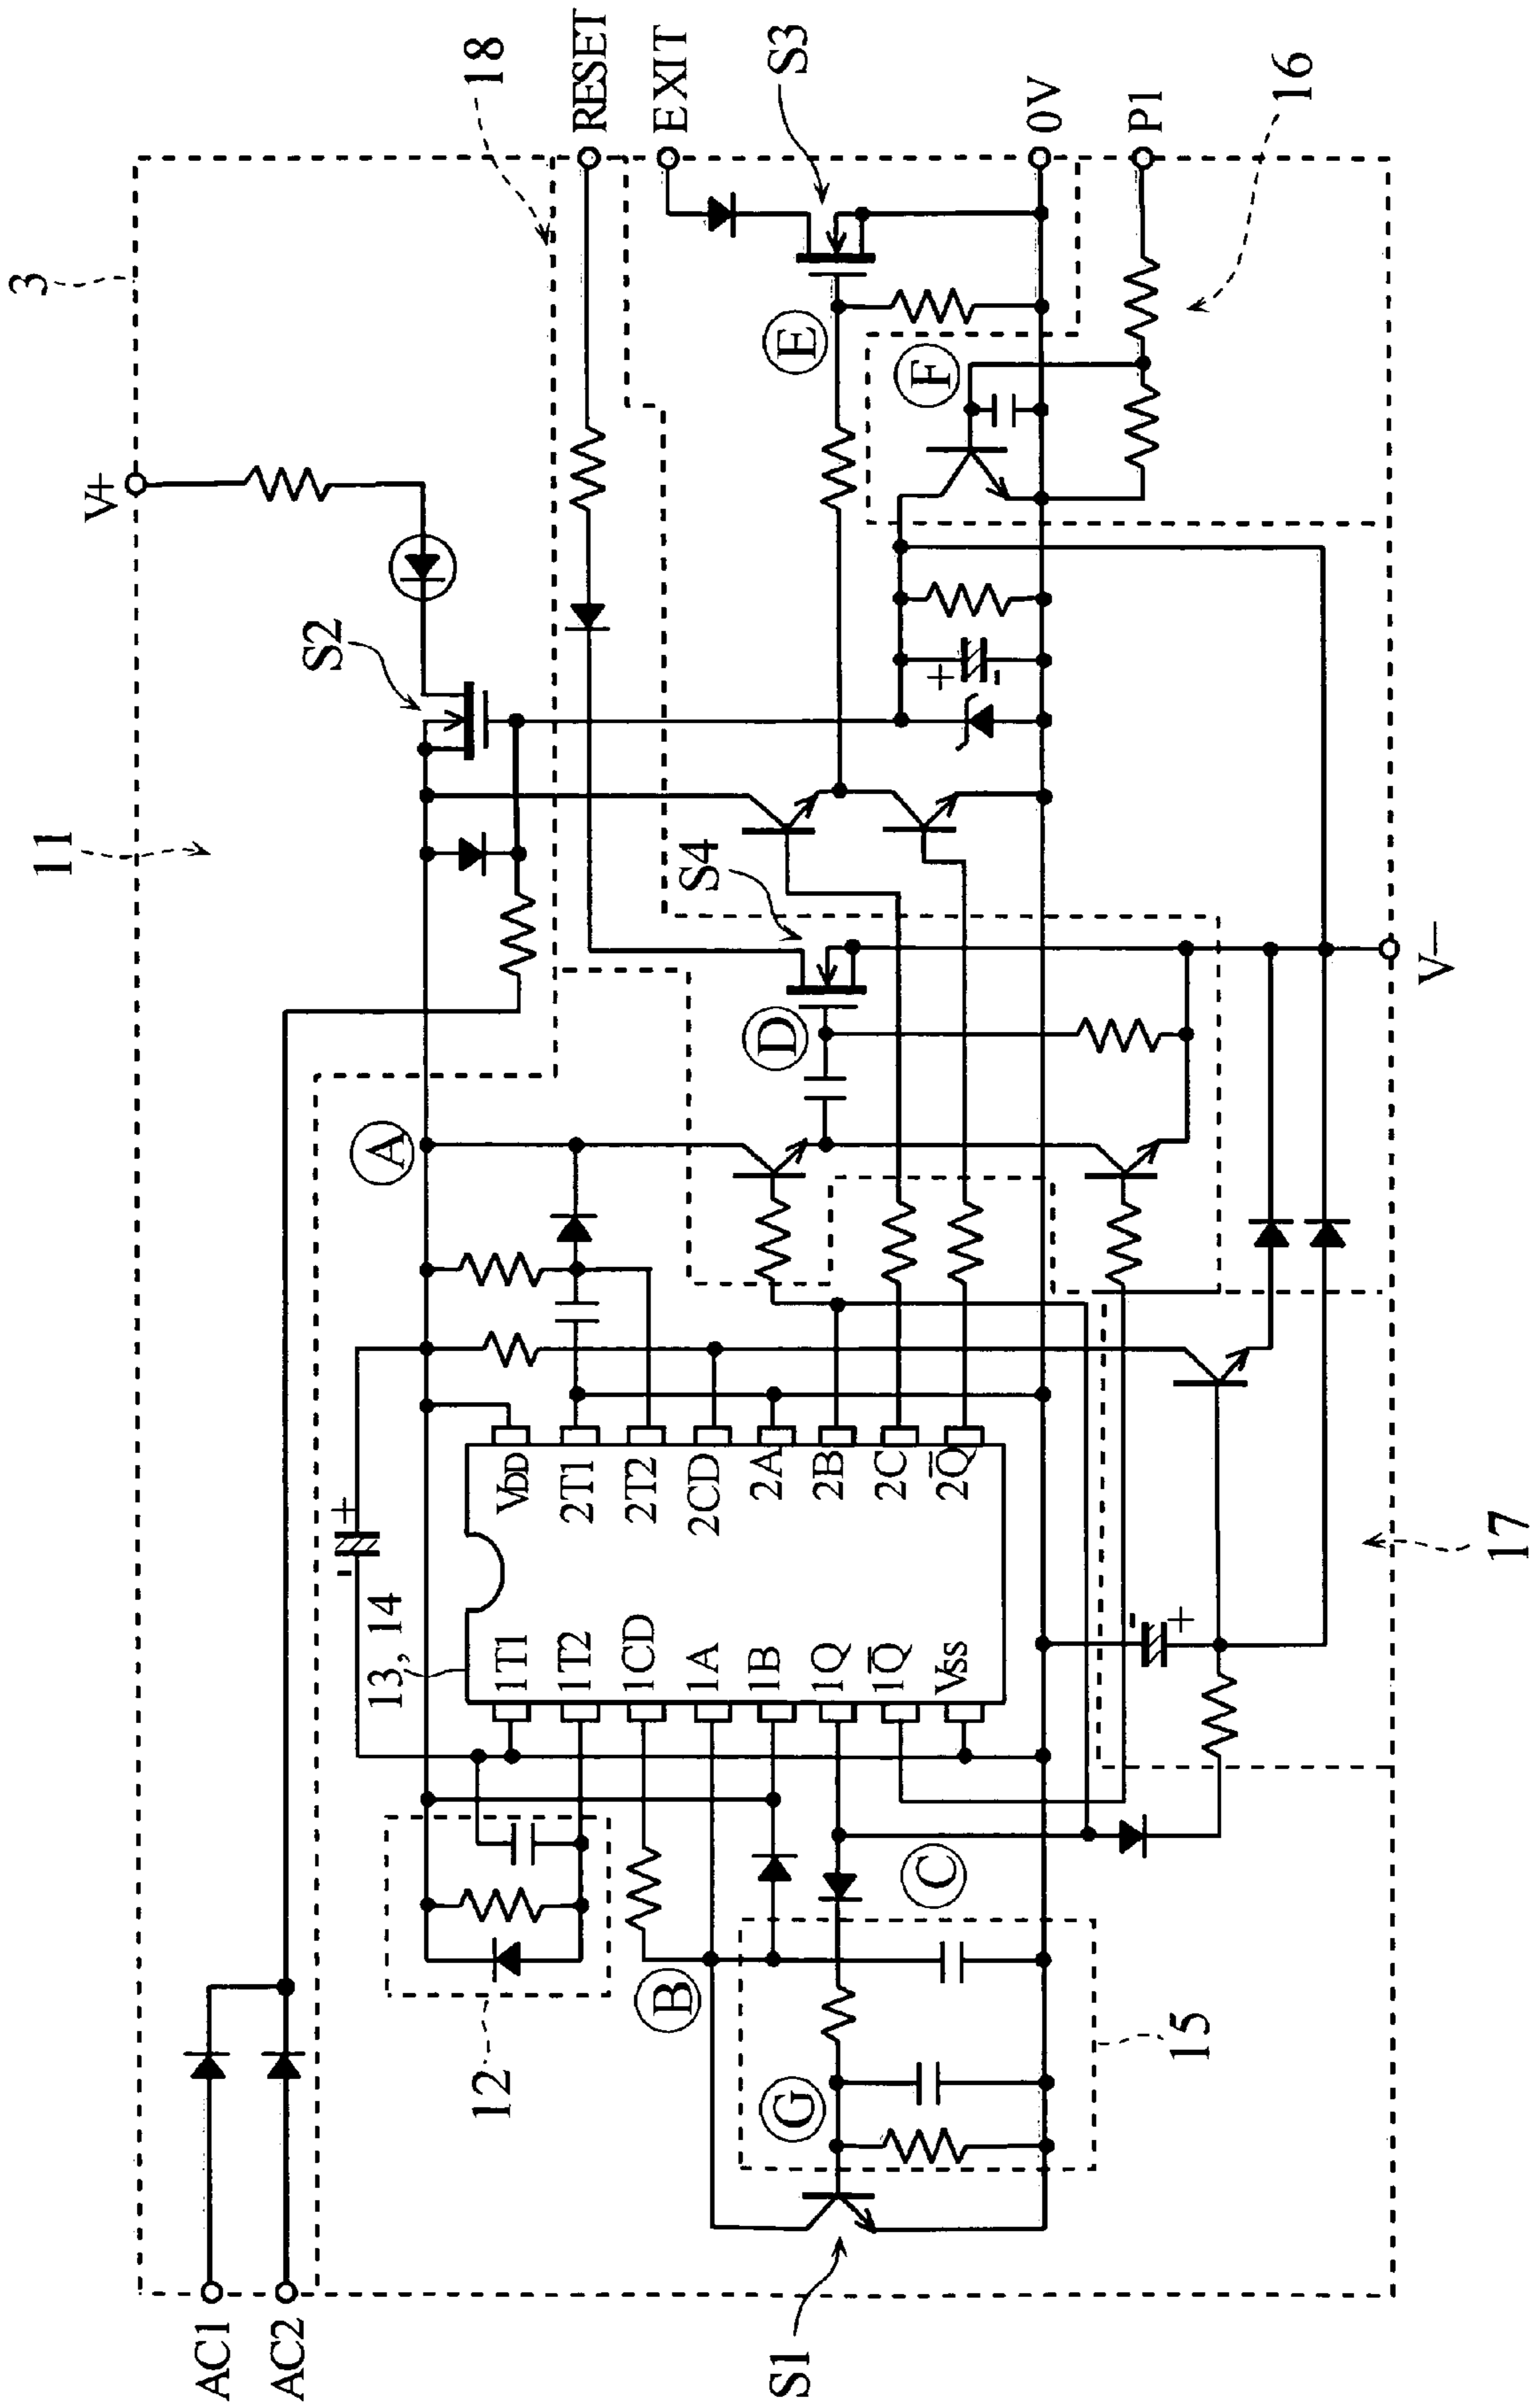 3
11
18
V+
RESET
EXIT
S3
0V
P1
16
S2
E
F
S4
D
A
V−
13, 14
VDD
2T1
2T2
2CD
2A
2B
2C
2Q̅
1T1
1T2
1CD
1A
1B
1Q
1Q̅
VSS
17
12
B
C
G
15
S1
AC1
AC2
+
-
+
-
-
+